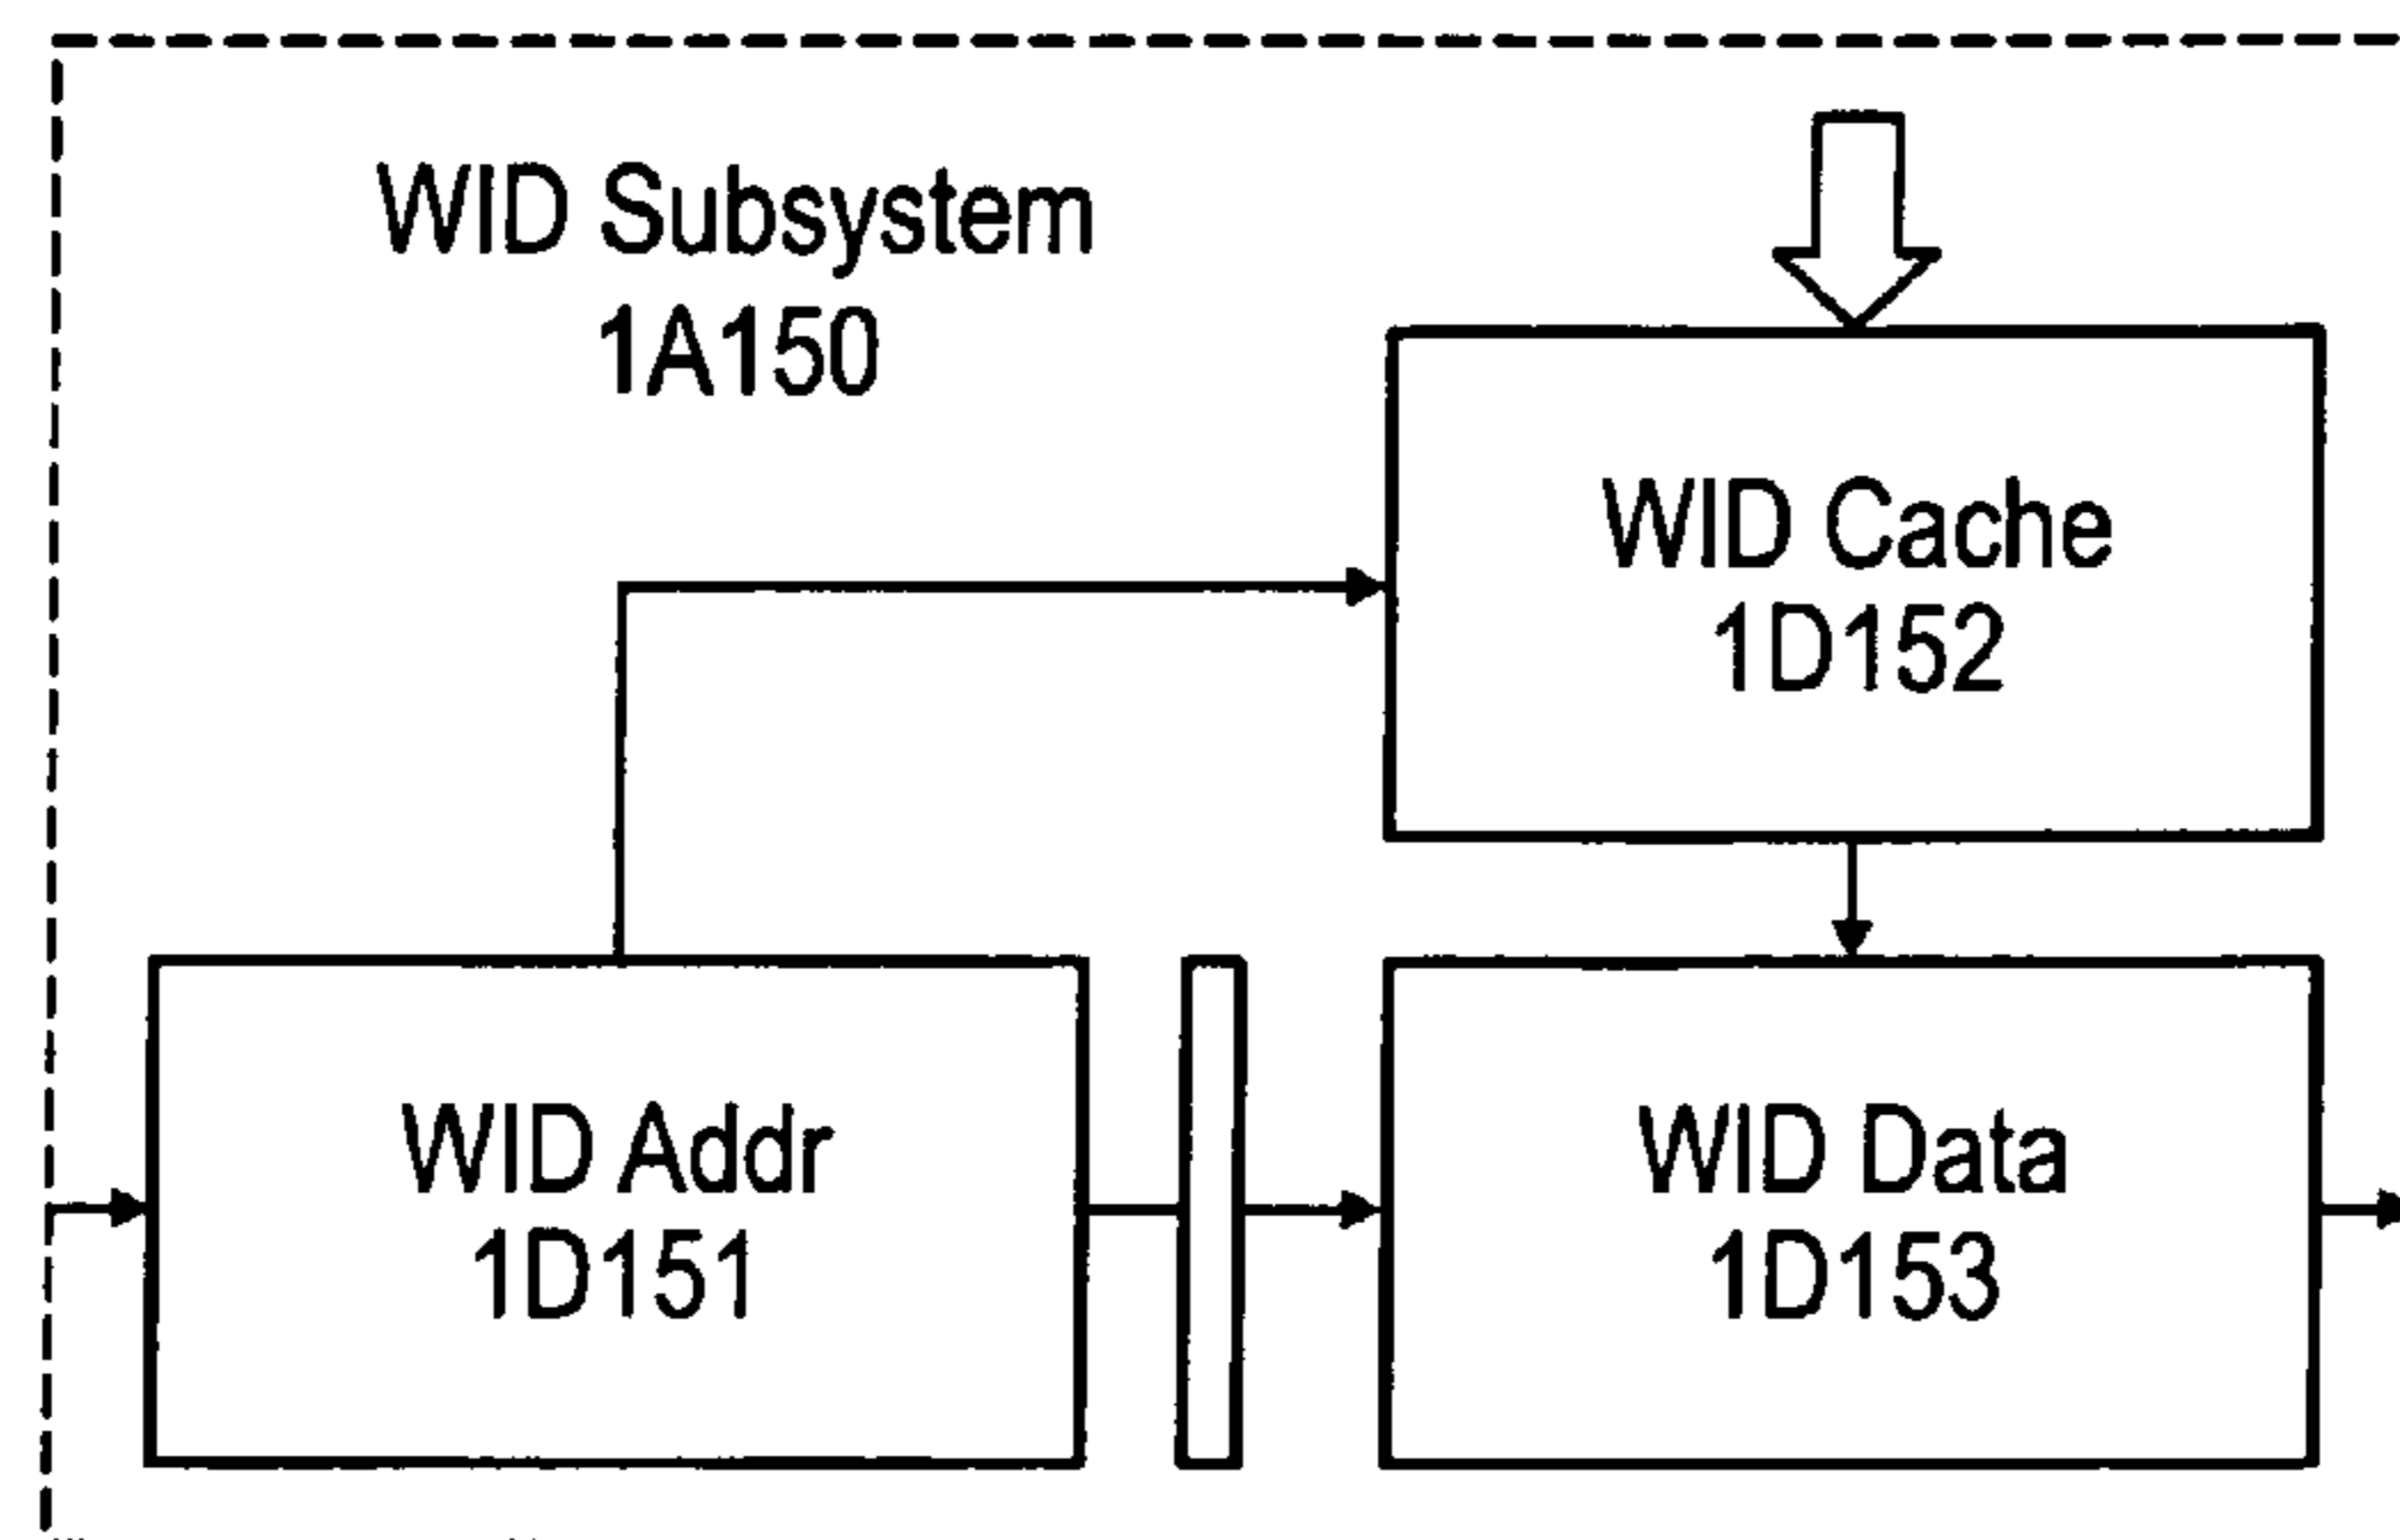 WID Subsystem
1A150
WID Cache
1D152
WID Addr
1D151
WID Data
1D153